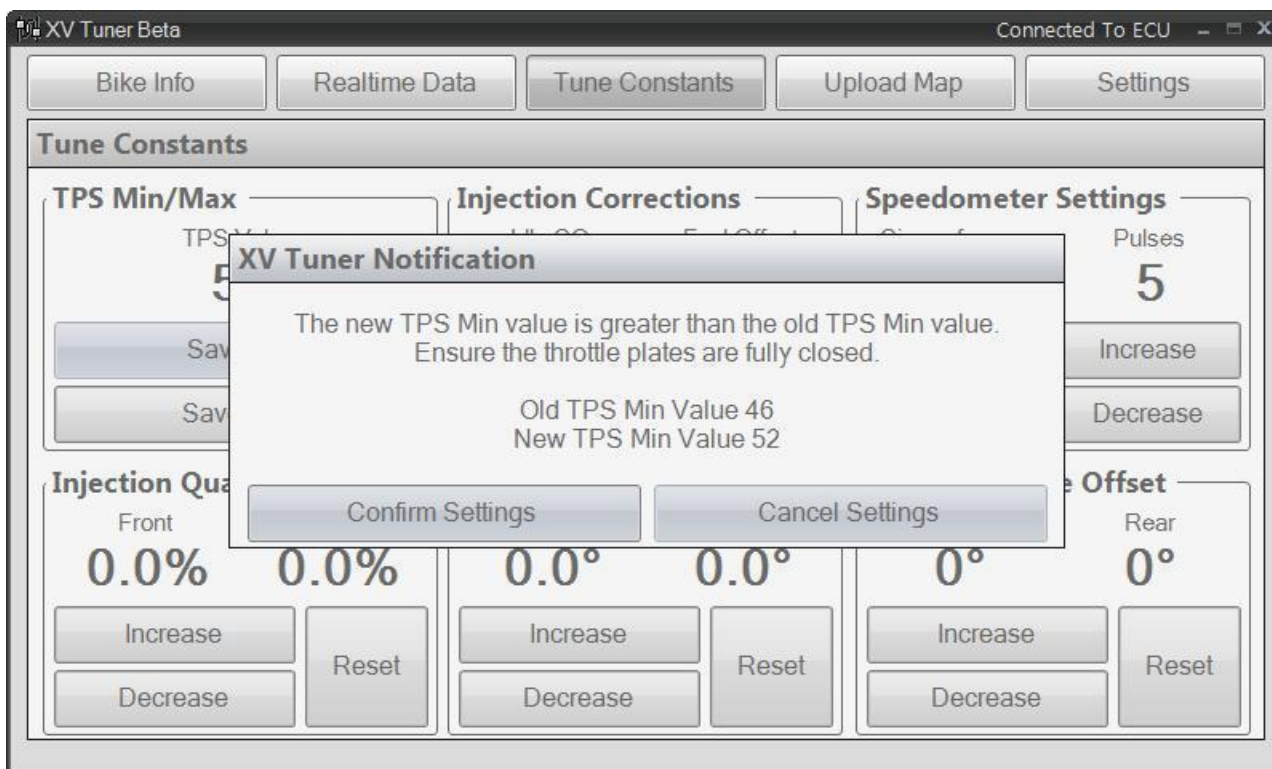 XV Tuner Beta
Connected To ECU
Bike Info
Realtime Data
Tune Constants
Upload Map
Settings
Tune Constants
TPS Min/Max
Injection Corrections
Speedometer Settings
TPS
Pulses
5
Increase
Decrease
XV Tuner Notification
The new TPS Min value is greater than the old TPS Min value.
Ensure the throttle plates are fully closed.
Old TPS Min Value 46
New TPS Min Value 52
Confirm Settings
Cancel Settings
Injection
Offset
Front
Rear
0.0%
0.0%
0.0°
0.0°
0°
0°
Increase
Decrease
Reset
Increase
Decrease
Reset
Increase
Decrease
Reset